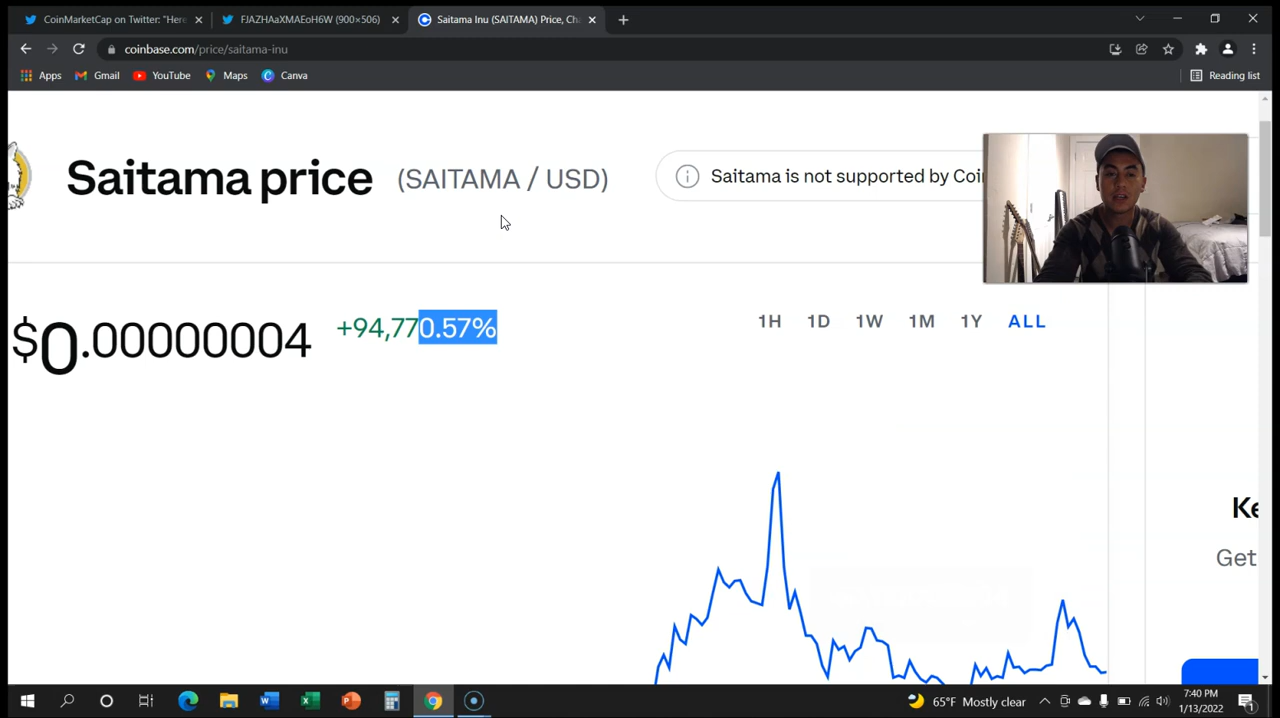 CoinMarketCap on Twitter: "Here
FJAZHAaXMAEoH6W (900×506)
Saitama Inu (SAITAMA) Price, Cha
coinbase.com/price/saitama-inu
Apps
Gmail
YouTube
Maps
Canva
Reading list
Saitama price (SAITAMA / USD)
Saitama is not supported by Coi
$0.00000004 +94,770.57%
1H 1D 1W 1M 1Y ALL
Ke
Get
65°F Mostly clear
7:40 PM
1/13/2022
1